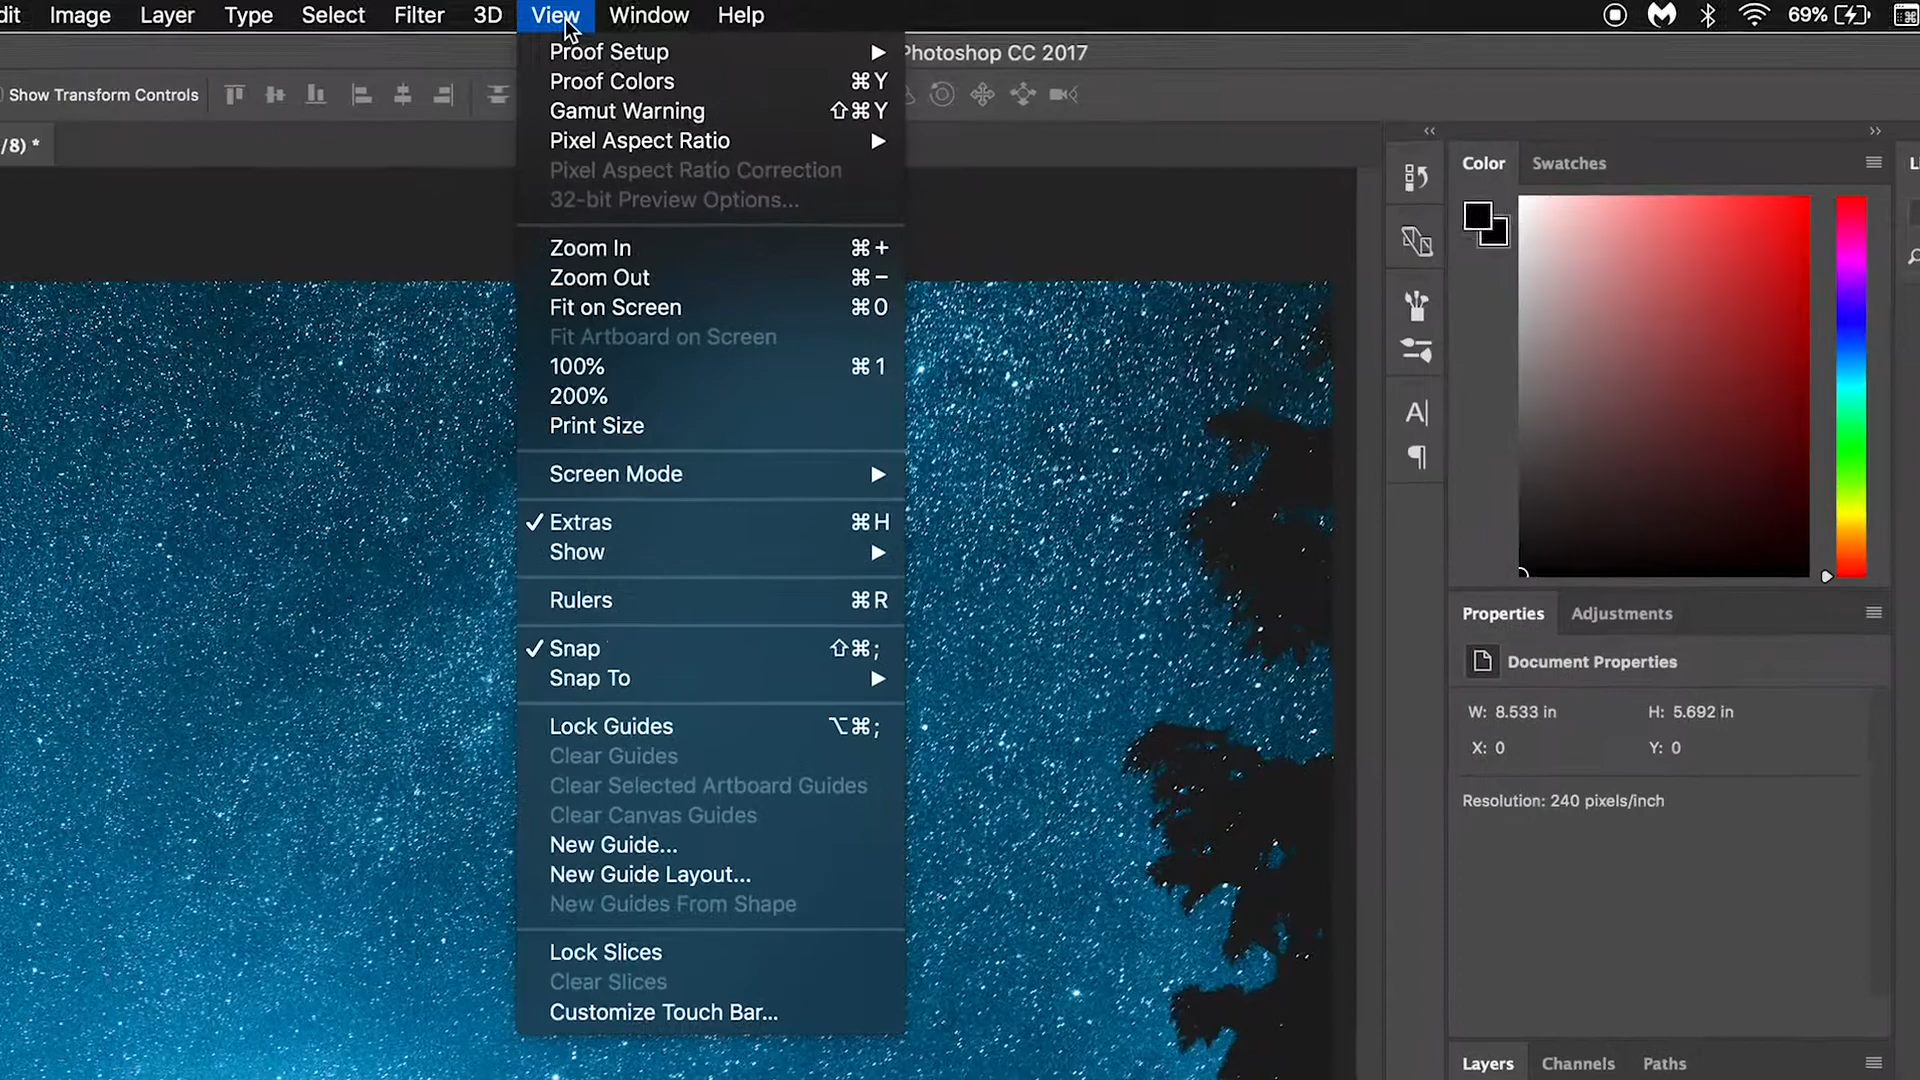 dit Image Layer Type Select Filter 3D View Window Help 69%
Photoshop CC 2017
Show Transform Controls
/8) *
Proof Setup
Proof Colors ⌘Y
Gamut Warning ⇧⌘Y
Pixel Aspect Ratio
Pixel Aspect Ratio Correction
32-bit Preview Options...
Zoom In ⌘+
Zoom Out ⌘−
Fit on Screen ⌘0
Fit Artboard on Screen
100% ⌘1
200%
Print Size
Screen Mode
✓ Extras ⌘H
Show
Rulers ⌘R
✓ Snap ⇧⌘;
Snap To
Lock Guides ⌥⌘;
Clear Guides
Clear Selected Artboard Guides
Clear Canvas Guides
New Guide...
New Guide Layout...
New Guides From Shape
Lock Slices
Clear Slices
Customize Touch Bar...
Color Swatches
Properties Adjustments
Document Properties
W: 8.533 in H: 5.692 in
X: 0 Y: 0
Resolution: 240 pixels/inch
Layers Channels Paths